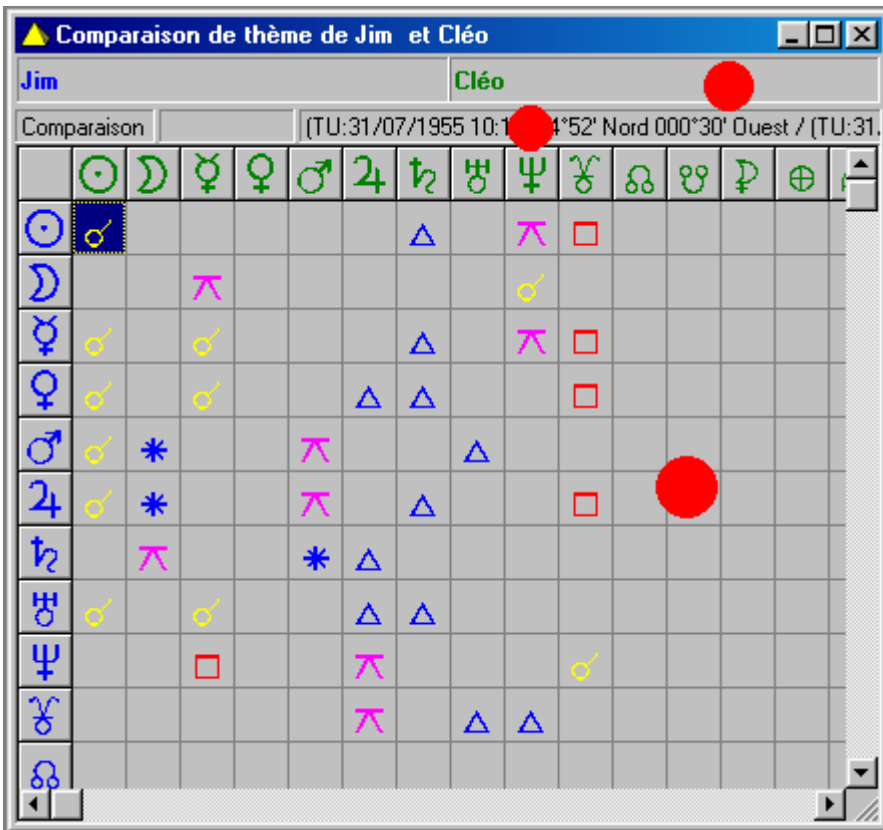 Comparaison de thème de Jim et Cléo
Jim Cléo
Comparaison (TU:31/07/1955 10:1 4°52' Nord 000°30' Ouest / (TU:31.